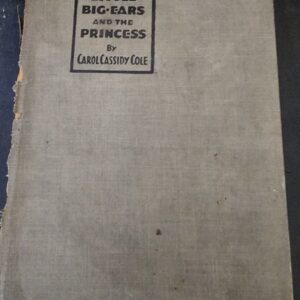 BIG-EARS
AND THE
PRINCESS
By
CAROL CASSIDY COLE